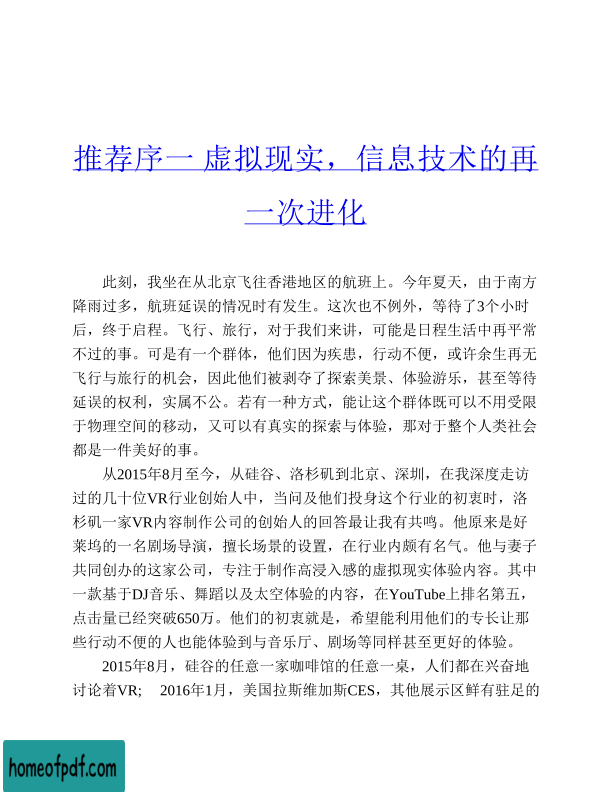 推荐序一 虚拟现实，信息技术的再
一次进化
此刻，我坐在从北京飞往香港地区的航班上。今年夏天，由于南方
降雨过多，航班延误的情况时有发生。这次也不例外，等待了3个小时
后，终于启程。飞行、旅行，对于我们来讲，可能是日程生活中再平常
不过的事。可是有一个群体，他们因为疾患，行动不便，或许余生再无
飞行与旅行的机会，因此他们被剥夺了探索美景、体验游乐，甚至等待
延误的权利，实属不公。若有一种方式，能让这个群体既可以不用受限
于物理空间的移动，又可以有真实的探索与体验，那对于整个人类社会
都是一件美好的事。
从2015年8月至今，从硅谷、洛杉矶到北京、深圳，在我深度走访
过的几十位VR行业创始人中，当问及他们投身这个行业的初衷时，洛
杉矶一家VR内容制作公司的创始人的回答最让我有共鸣。他原来是好
莱坞的一名剧场导演，擅长场景的设置，在行业内颇有名气。他与妻子
共同创办的这家公司，专注于制作高浸入感的虚拟现实体验内容。其中
一款基于DJ音乐、舞蹈以及太空体验的内容，在YouTube上排名第五，
点击量已经突破650万。他们的初衷就是，希望能利用他们的专长让那
些行动不便的人也能体验到与音乐厅、剧场等同样甚至更好的体验。
2015年8月，硅谷的任意一家咖啡馆的任意一桌，人们都在兴奋地
讨论着VR; 2016年1月，美国拉斯维加斯CES，其他展示区鲜有驻足的
homeofpdf.com